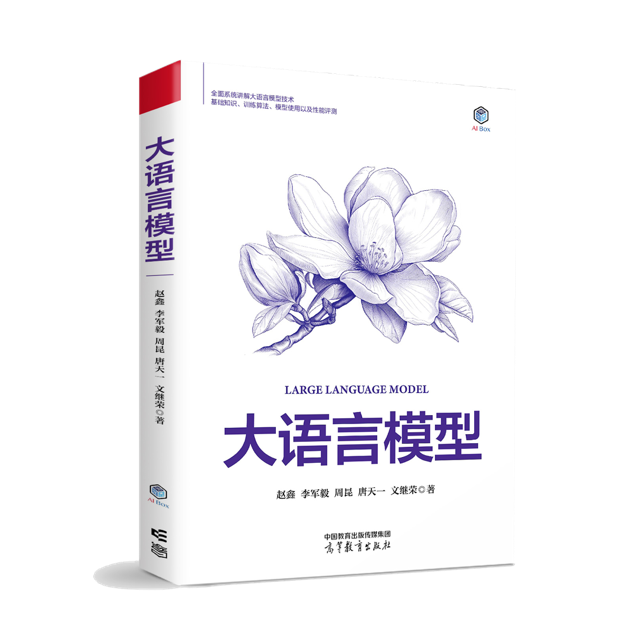 全面系统讲解大语言模型技术
基础知识、训练算法、模型使用以及性能评测
AI Box
LARGE LANGUAGE MODEL
大语言模型
赵鑫 李军毅 周昆 唐天一 文继荣◎著
中国教育出版传媒集团
高等教育出版社
大语言模型
赵鑫 李军毅 周昆 唐天一 文继荣◎著
AI Box